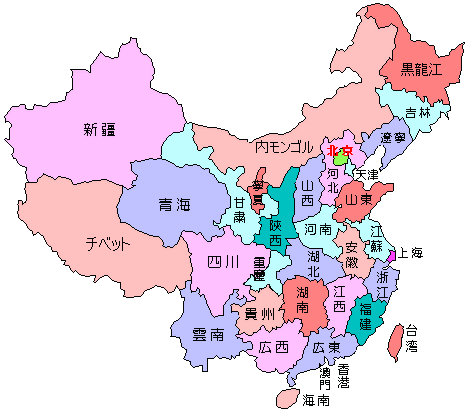 黒龍江
吉林
遼寧
新疆
内モンゴル
北京
天津
河北
山西
山東
寧夏
甘粛
青海
陝西
河南
江蘇
チベット
四川
重慶
湖北
安徽
上海
浙江
湖南
江西
福建
貴州
雲南
広西
広東
台湾
澳門
香港
海南